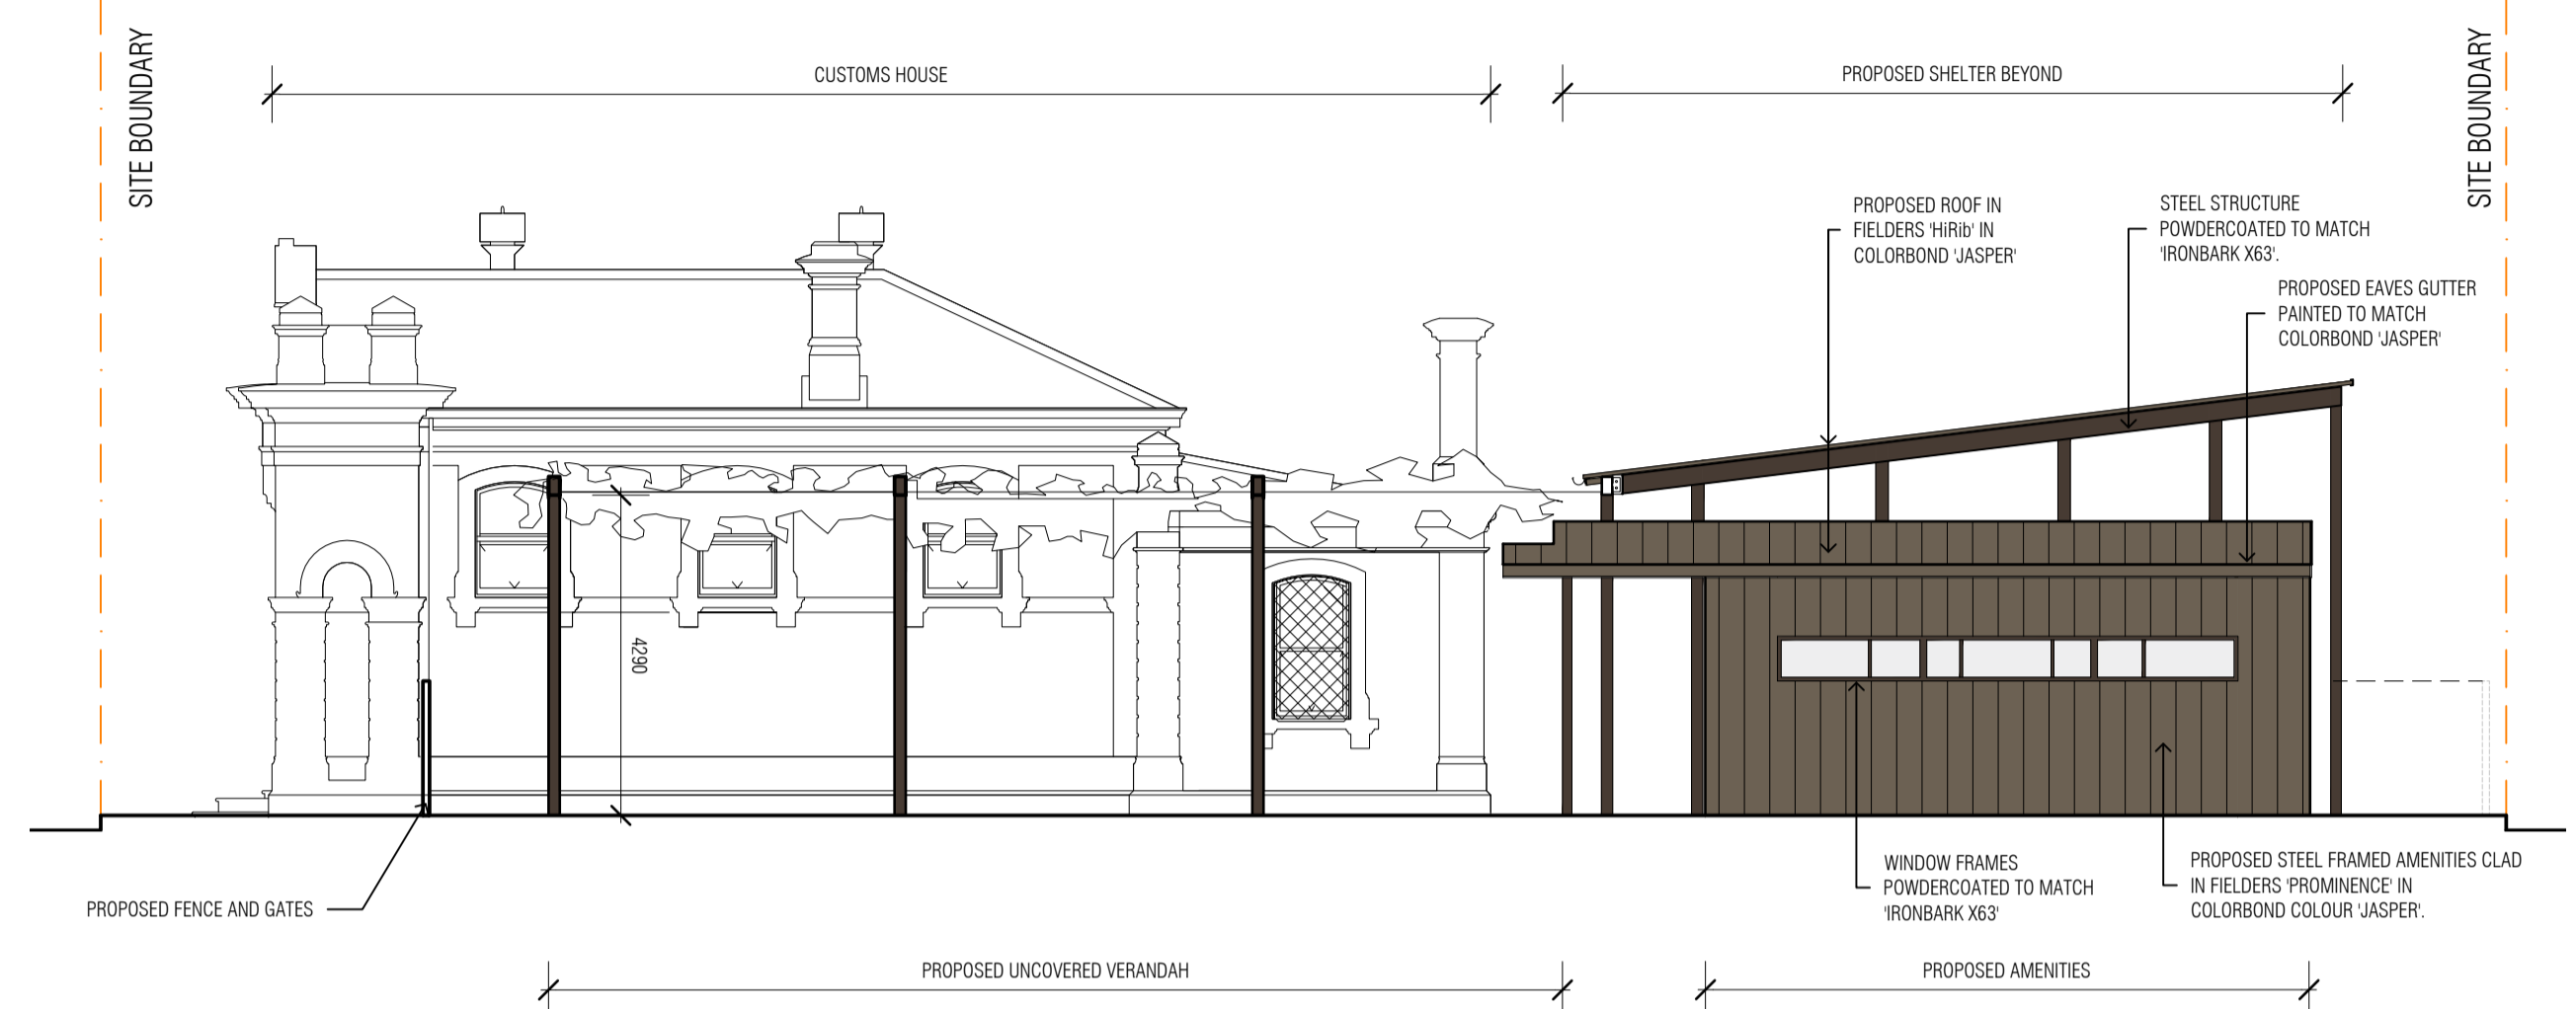 SITE BOUNDARY
CUSTOMS HOUSE
PROPOSED SHELTER BEYOND
SITE BOUNDARY
PROPOSED ROOF IN
FIELDERS 'HiRib' IN
COLORBOND 'JASPER'
STEEL STRUCTURE
POWDERCOATED TO MATCH
'IRONBARK X63'.
PROPOSED EAVES GUTTER
PAINTED TO MATCH
COLORBOND 'JASPER'
4290
PROPOSED FENCE AND GATES
WINDOW FRAMES
POWDERCOATED TO MATCH
'IRONBARK X63'
PROPOSED STEEL FRAMED AMENITIES CLAD
IN FIELDERS 'PROMINENCE' IN
COLORBOND COLOUR 'JASPER'.
PROPOSED UNCOVERED VERANDAH
PROPOSED AMENITIES